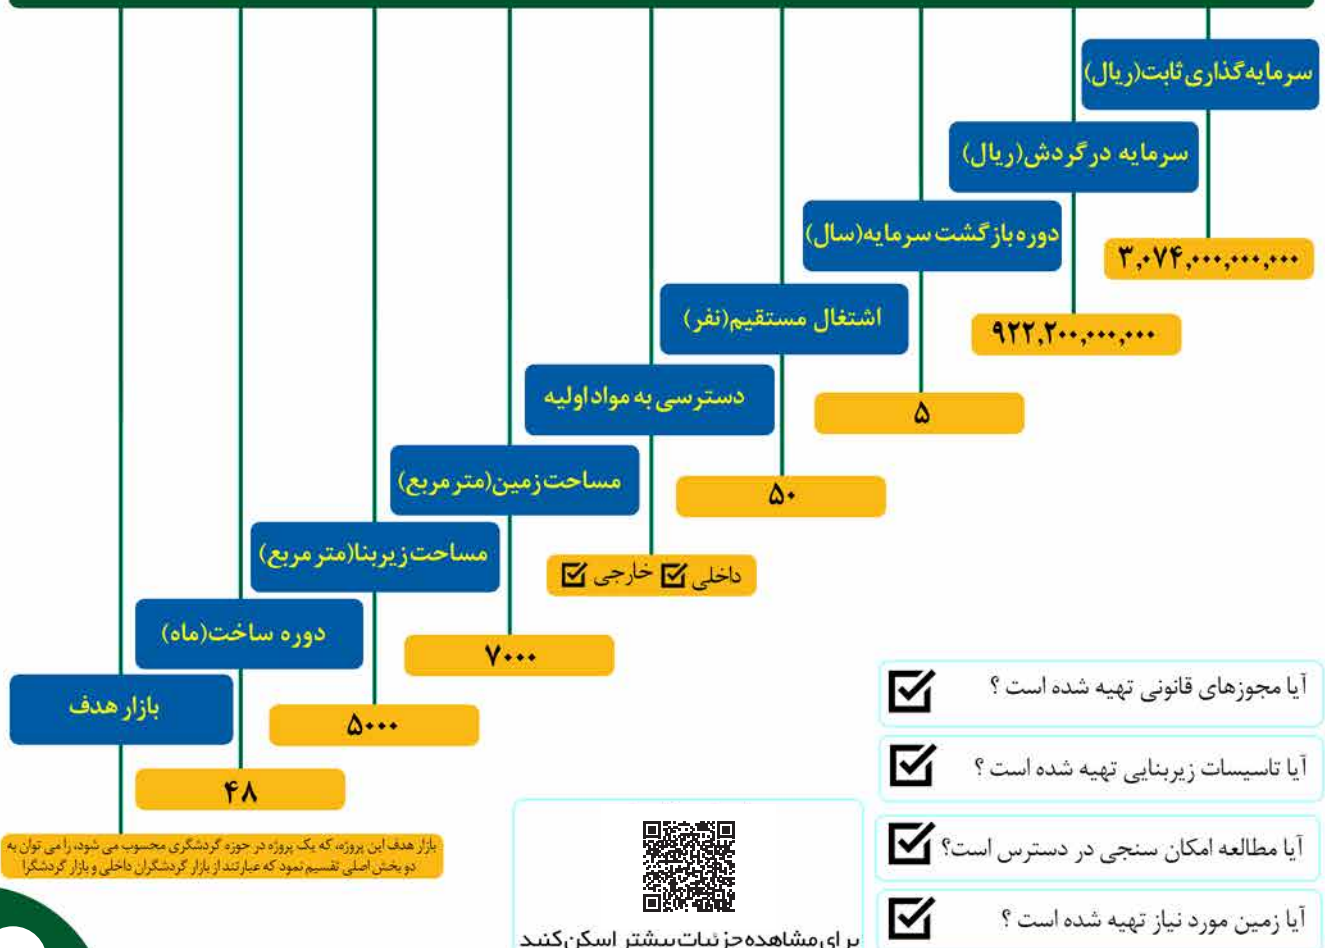 سرمایه گذاری ثابت(ریال)
۳,۰۷۴,۰۰۰,۰۰۰,۰۰۰
سرمایه در گردش(ریال)
۹۲۲,۲۰۰,۰۰۰,۰۰۰
دوره بازگشت سرمایه(سال)
۵
اشتغال مستقیم(نفر)
۵۰
دسترسی به مواد اولیه
داخلی ☑ خارجی ☑
مساحت زمین(متر مربع)
۷۰۰۰
مساحت زیربنا(متر مربع)
۵۰۰۰
دوره ساخت(ماه)
۴۸
بازار هدف
بازار هدف این پروژه، که یک پروژه در حوزه گردشگری محسوب می شود، را می توان به
دو بخش اصلی تقسیم نمود که عبارتند از بازار گردشگران داخلی و بازار گردشگرا
آیا مجوزهای قانونی تهیه شده است ؟ ☑
آیا تاسیسات زیربنایی تهیه شده است ؟ ☑
آیا مطالعه امکان سنجی در دسترس است؟ ☑
آیا زمین مورد نیاز تهیه شده است ؟ ☑
برای مشاهده جزئیات بیشتر اسکن کنید